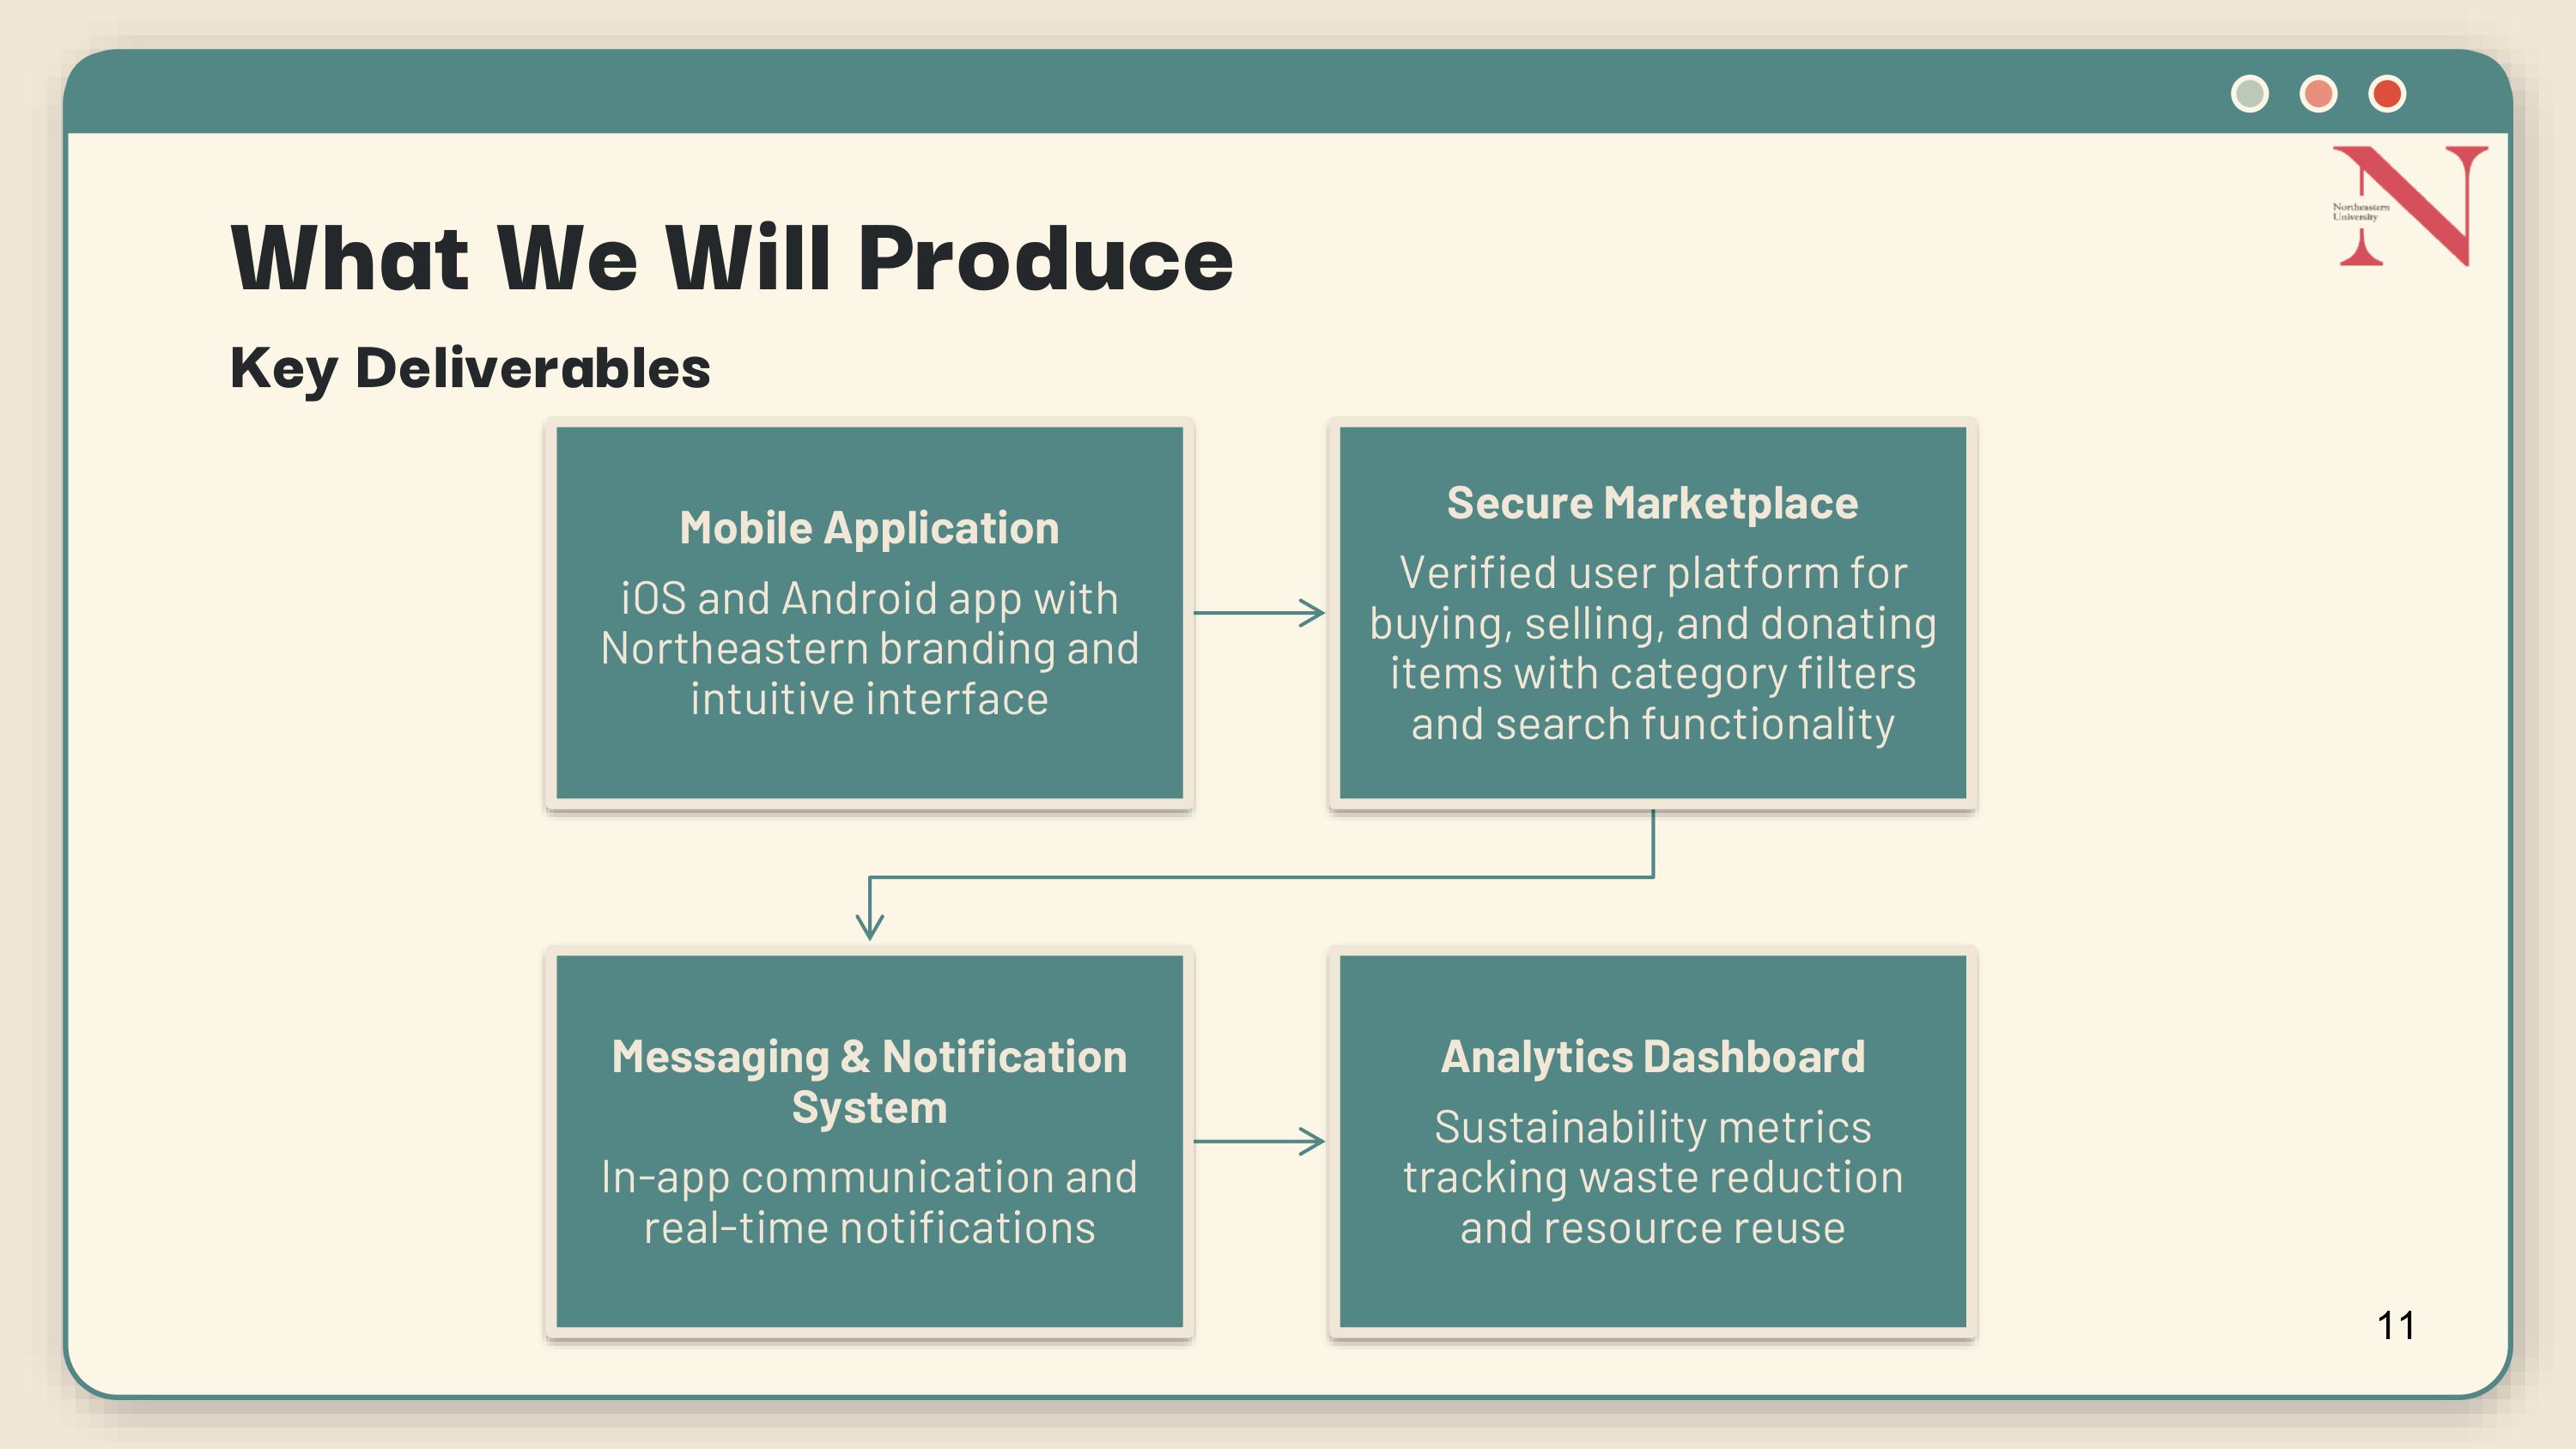 Northeastern
University
What We Will Produce
Key Deliverables
Mobile Application
iOS and Android app with
Northeastern branding and
intuitive interface
Secure Marketplace
Verified user platform for
buying, selling, and donating
items with category filters
and search functionality
Messaging & Notification
System
In-app communication and
real-time notifications
Analytics Dashboard
Sustainability metrics
tracking waste reduction
and resource reuse
11